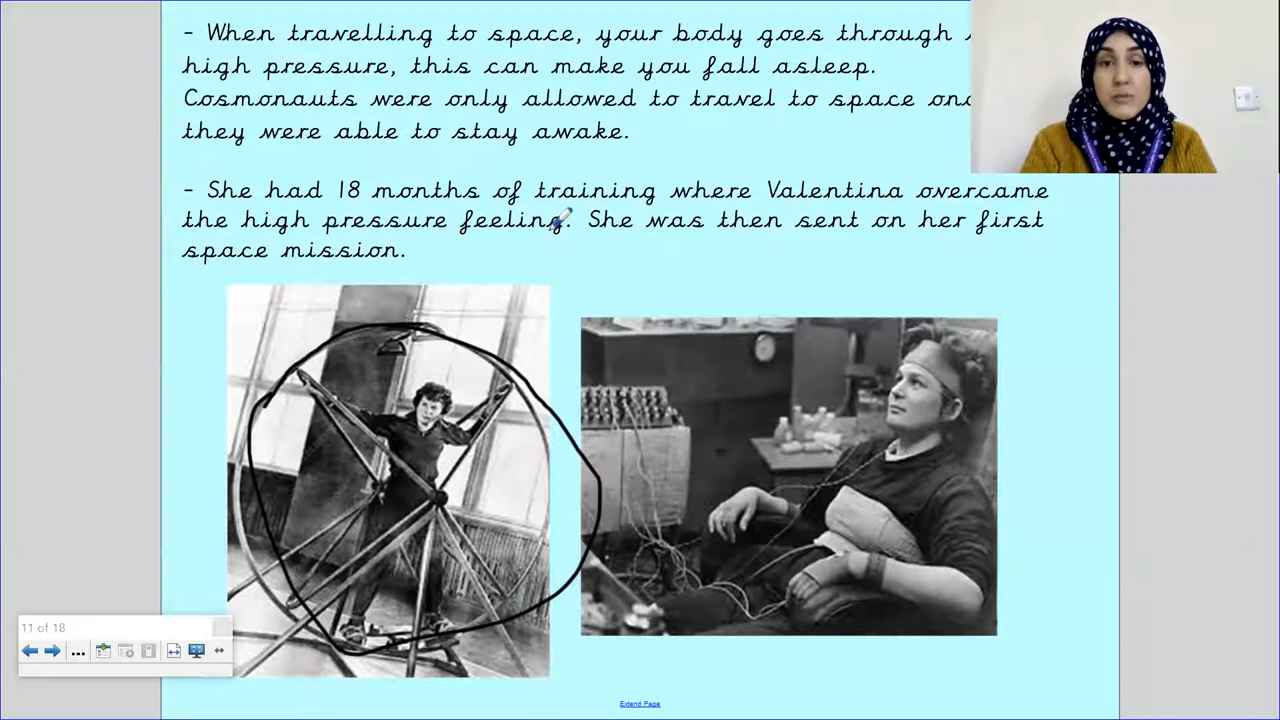 - When travelling to space, your body goes through
high pressure, this can make you fall asleep.
Cosmonauts were only allowed to travel to space
they were able to stay awake.
- She had 18 months of training where Valentina overcame
the high pressure feeling. She was then sent on her first
space mission.
11 of 18
Extend Page